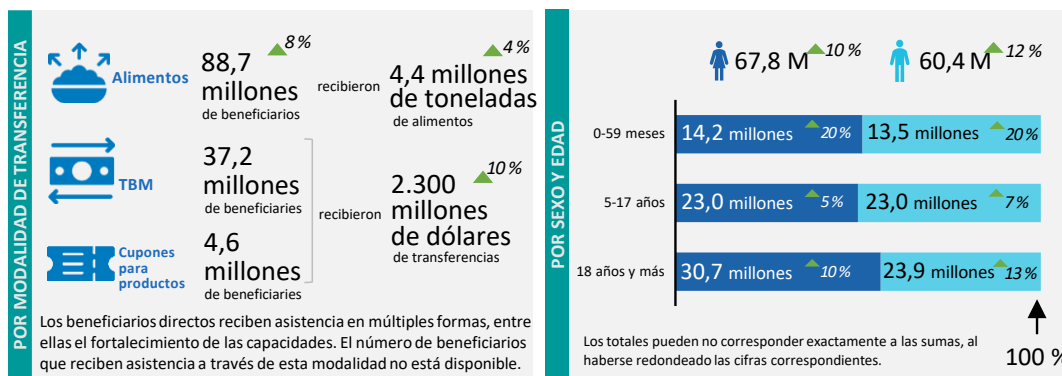 POR MODALIDAD DE TRANSFERENCIA
Alimentos
88,7
millones
de beneficiarios
8 %
recibieron
4 %
4,4 millones
de toneladas
de alimentos
TBM
37,2
millones
de beneficiaries
Cupones
para
productos
4,6
millones
de beneficiaries
recibieron
10 %
2.300
millones
de dólares
de transferencias
Los beneficiarios directos reciben asistencia en múltiples formas, entre
ellas el fortalecimiento de las capacidades. El número de beneficiarios
que reciben asistencia a través de esta modalidad no está disponible.
POR SEXO Y EDAD
67,8 M 10 %
60,4 M 12 %
0-59 meses 14,2 millones 20 % 13,5 millones 20 %
5-17 años 23,0 millones 5 % 23,0 millones 7 %
18 años y más 30,7 millones 10 % 23,9 millones 13 %
Los totales pueden no corresponder exactamente a las sumas, al
haberse redondeado las cifras correspondientes.
100 %